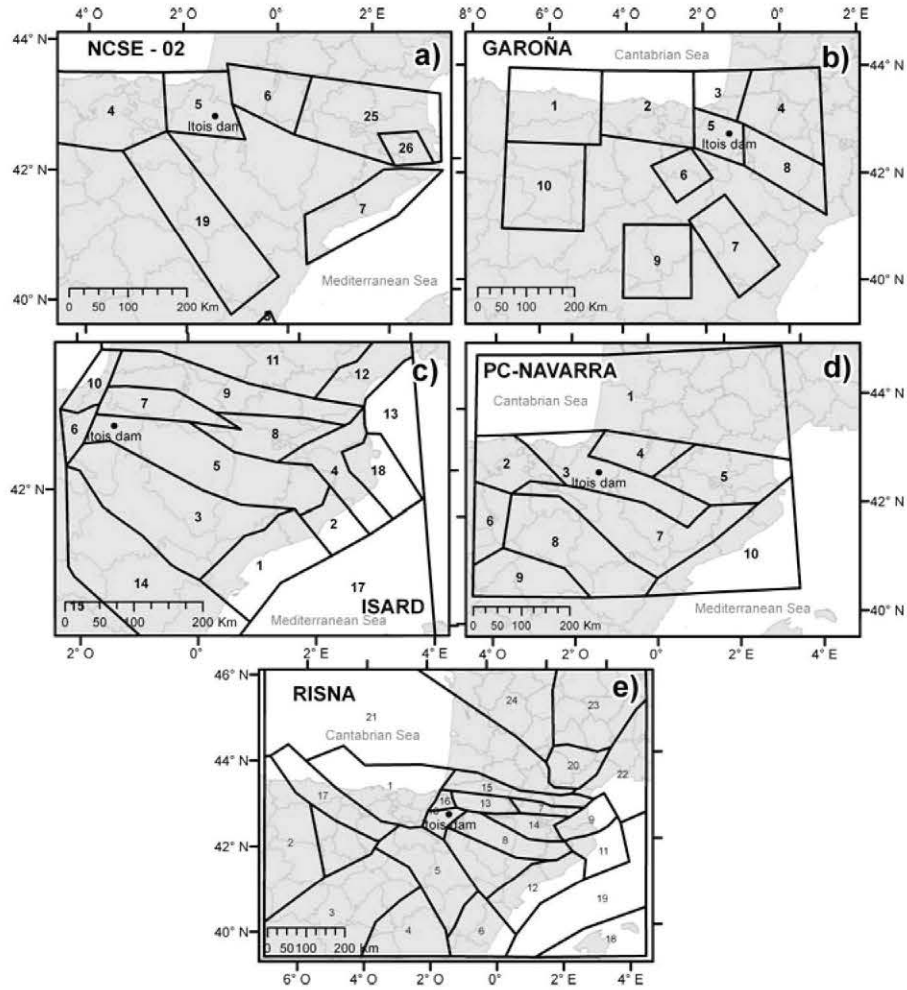 4° O 2° O 0° 2° E
8° O 6° O 4° O 2° O 0° 2° E
44° N
NCSE - 02
a)
4
5
Itois dam
6
25
26
42° N
19
7
40° N
0 50 100 200 Km
Mediterranean Sea
GAROÑA
b)
Cantabrian Sea
44° N
1
2
3
4
5
Itois dam
6
8
10
42° N
9
7
40° N
0 50 100 200 Km
c)
10
11
12
9
7
13
6
Itois dam
8
5
4
18
42° N
3
2
1
14
17
15
0 50 100 200 Km
ISARD
Mediterranean Sea
2° O 0° 2° E 4° E
PC-NAVARRA
d)
Cantabrian Sea
44° N
1
2
3
4
Itois dam
5
42° N
6
8
7
10
9
0 50 100 200 Km
Mediterranean Sea
40° N
4° O 2° O 0° 2° E 4° E
46° N
RISNA
e)
24
23
21
Cantabrian Sea
44° N
20
22
1
15
17
16
13
7
Itois dam
14
9
2
8
11
42° N
5
12
19
3
4
6
18
40° N
0 50 100 200 Km
6° O 4° O 2° O 0° 2° E 4° E